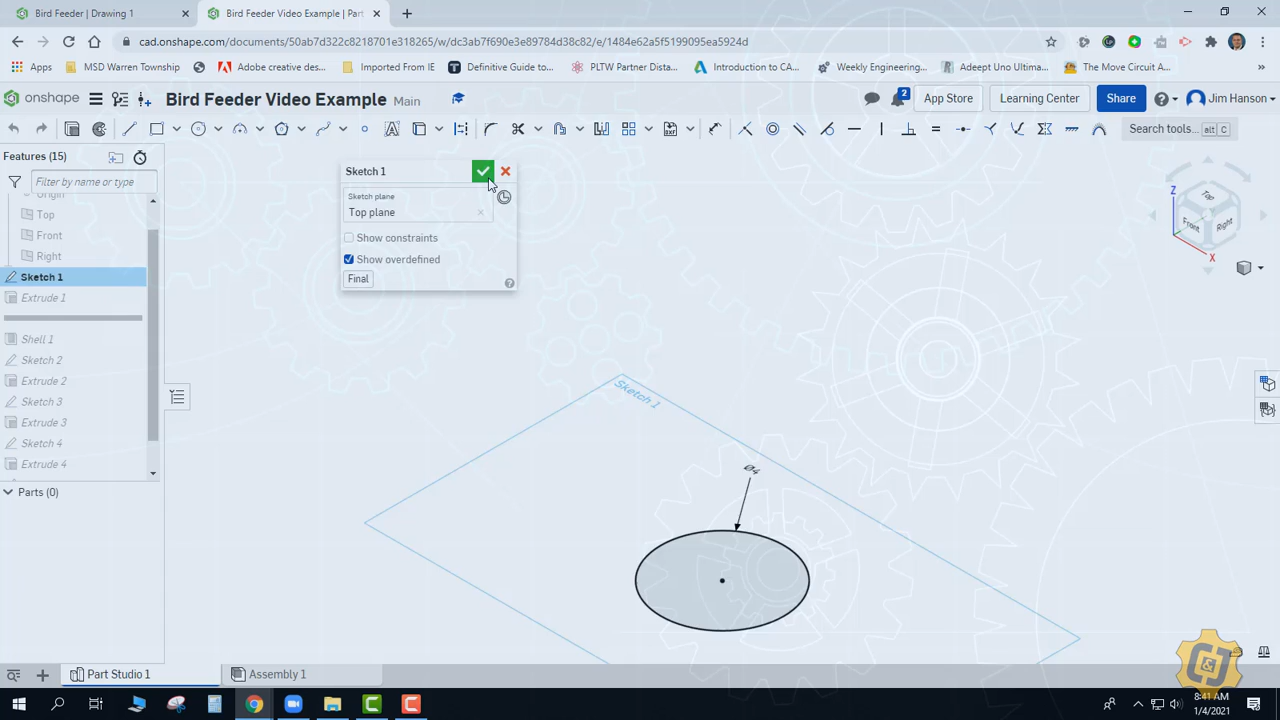 Bird Feeder | Drawing 1
Bird Feeder Video Example | Part
cad.onshape.com/documents/50ab7d322c8218701e318265/w/dc3ab7f690e3e89784d38c82/e/1484e62a5f5199095ea5924d
Apps MSD Warren Township Adobe creative des... Imported From IE Definitive Guide to... PLTW Partner Dista... Introduction to CA... Weekly Engineering... Adeept Uno Ultima... The Move Circuit A...
onshape Bird Feeder Video Example Main 2 App Store Learning Center Share Jim Hanson
Search tools... alt C
Features (15)
Filter by name or type
Origin
Top
Front
Right
Sketch 1
Extrude 1
Shell 1
Sketch 2
Extrude 2
Sketch 3
Extrude 3
Sketch 4
Extrude 4
Parts (0)
Sketch 1
Sketch plane
Top plane
Show constraints
Show overdefined
Final
Z
Top
Front
Right
X
Sketch 1
Ø4
C&J
Part Studio 1
Assembly 1
8:41 AM
1/4/2021